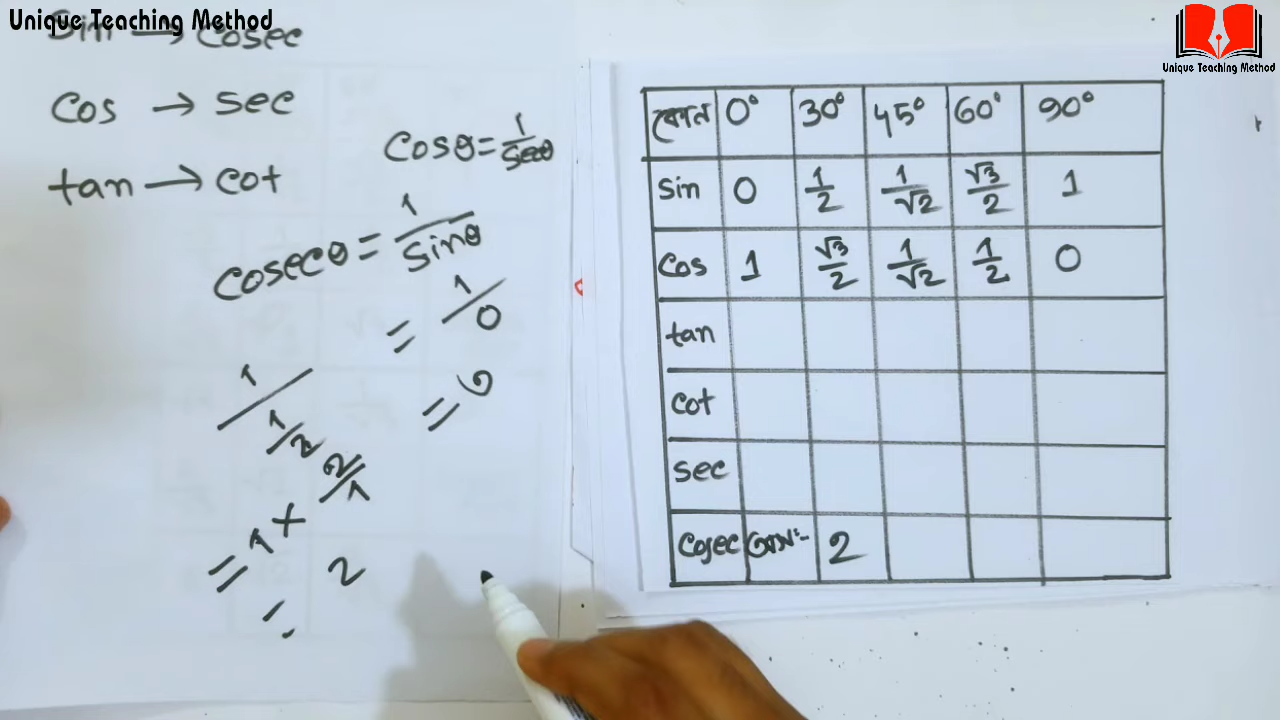 Unique Teaching Method
Sin → Cosec
Cos → Sec
tan → Cot
Cosθ = 1/Secθ
Cosecθ = 1/Sinθ
= 1/0
=
1/(1/2)
= 1 × 2/1
2
Unique Teaching Method
কোন 0° 30° 45° 60° 90°
Sin 0 1/2 1/√2 √3/2 1
Cos 1 √3/2 1/√2 1/2 0
tan
Cot
Sec
Cosec 2